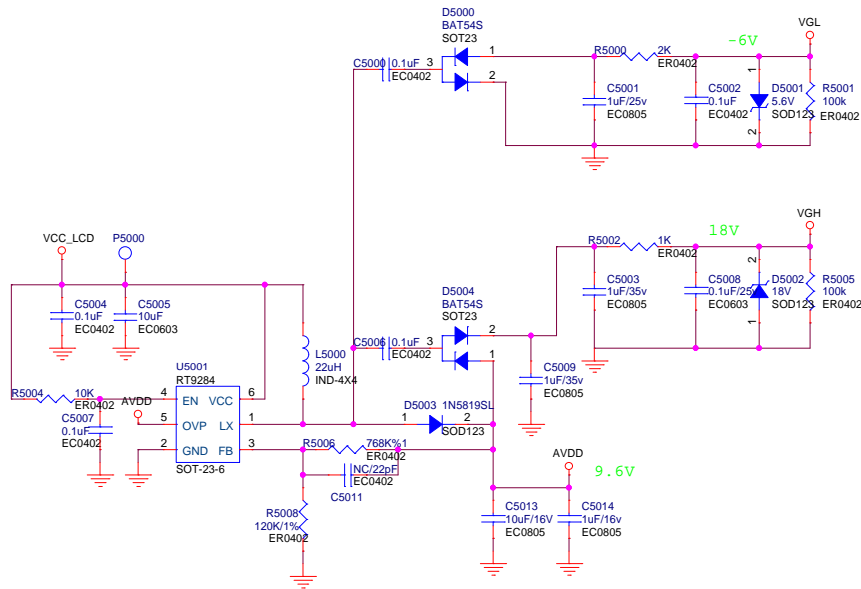 D5000
BAT54S
SOT23
C5000 0.1uF
EC0402
3
1
2
R5000 2K
ER0402
-6V
VGL
C5001
1uF/25v
EC0805
C5002
0.1uF
EC0402
1
2
D5001
5.6V
SOD123
R5001
100k
ER0402
VCC_LCD
P5000
C5004
0.1uF
EC0402
C5005
10uF
EC0603
L5000
22uH
IND-4X4
D5004
BAT54S
SOT23
C5006 0.1uF
EC0402
3
2
1
R5002 1K
ER0402
18V
VGH
C5003
1uF/35v
EC0805
C5008
0.1uF/25v
EC0603
2
1
D5002
18V
SOD123
R5005
100k
ER0402
C5009
1uF/35v
EC0805
R5004 10K
ER0402
AVDD
C5007
0.1uF
EC0402
U5001
RT9284
4 EN VCC 6
5 OVP LX 1
2 GND FB 3
SOT-23-6
D5003 1N5819SL
1 2
SOD123
R5006 768K%1
ER0402
NC/22pF
EC0402
C5011
R5008
120K/1%
ER0402
AVDD
9.6V
C5013
10uF/16V
EC0805
C5014
1uF/16v
EC0805